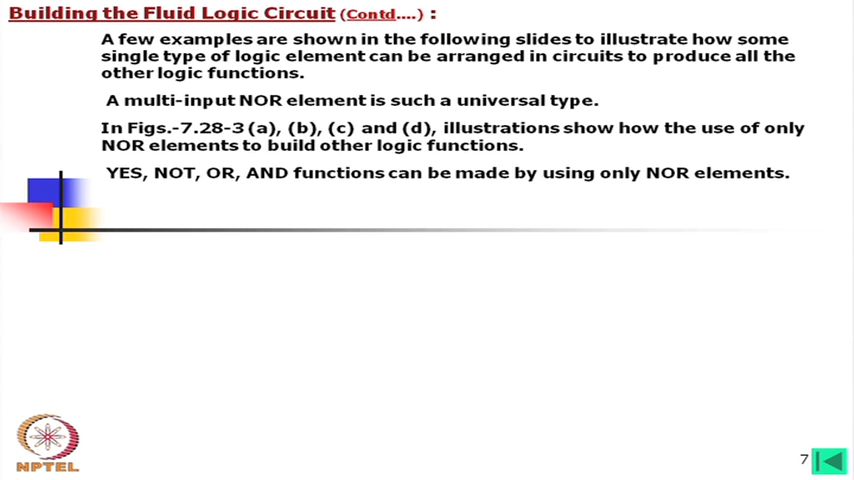 Building the Fluid Logic Circuit (Contd....) :
A few examples are shown in the following slides to illustrate how some
single type of logic element can be arranged in circuits to produce all the
other logic functions.
A multi-input NOR element is such a universal type.
In Figs.-7.28-3 (a), (b), (c) and (d), illustrations show how the use of only
NOR elements to build other logic functions.
YES, NOT, OR, AND functions can be made by using only NOR elements.
NPTEL
7